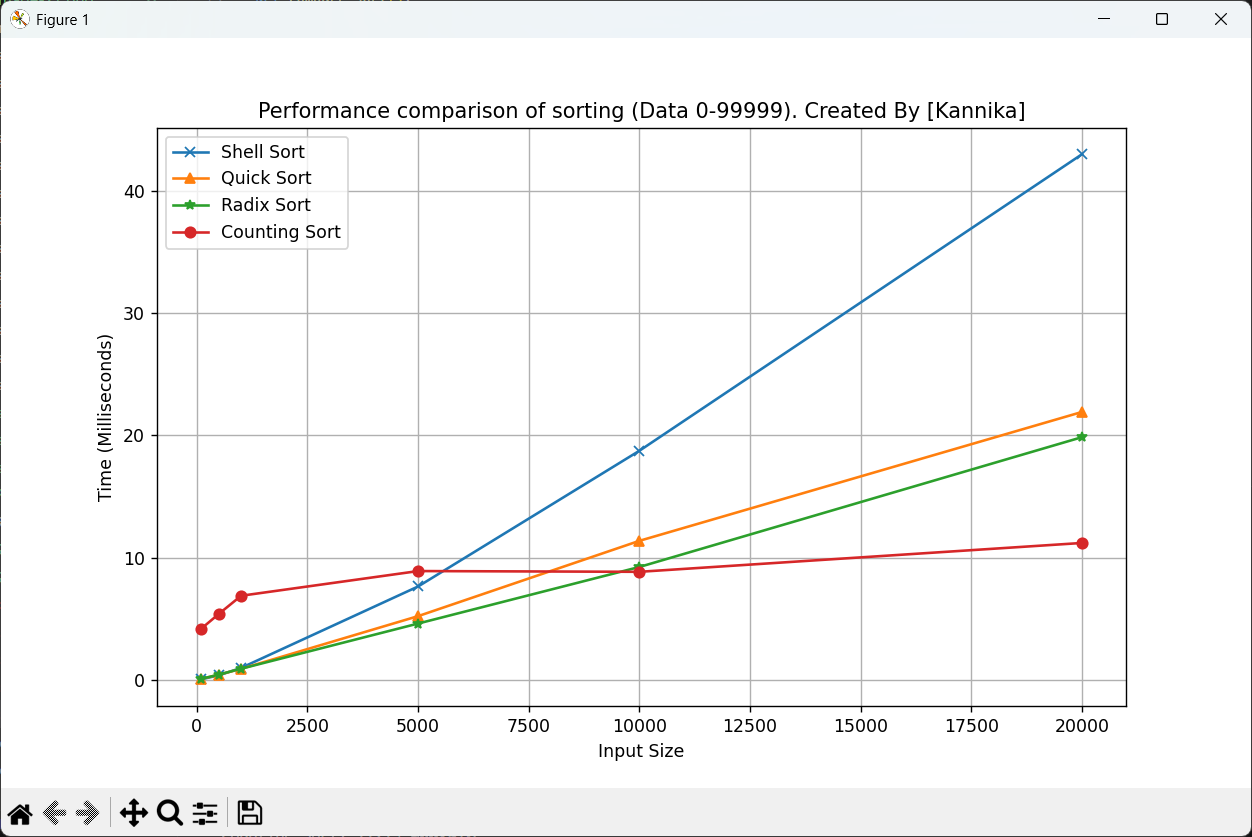 Figure 1
Performance comparison of sorting (Data 0-99999). Created By [Kannika]
Shell Sort
Quick Sort
Radix Sort
Counting Sort
Time (Milliseconds)
40
30
20
10
0
0 2500 5000 7500 10000 12500 15000 17500 20000
Input Size